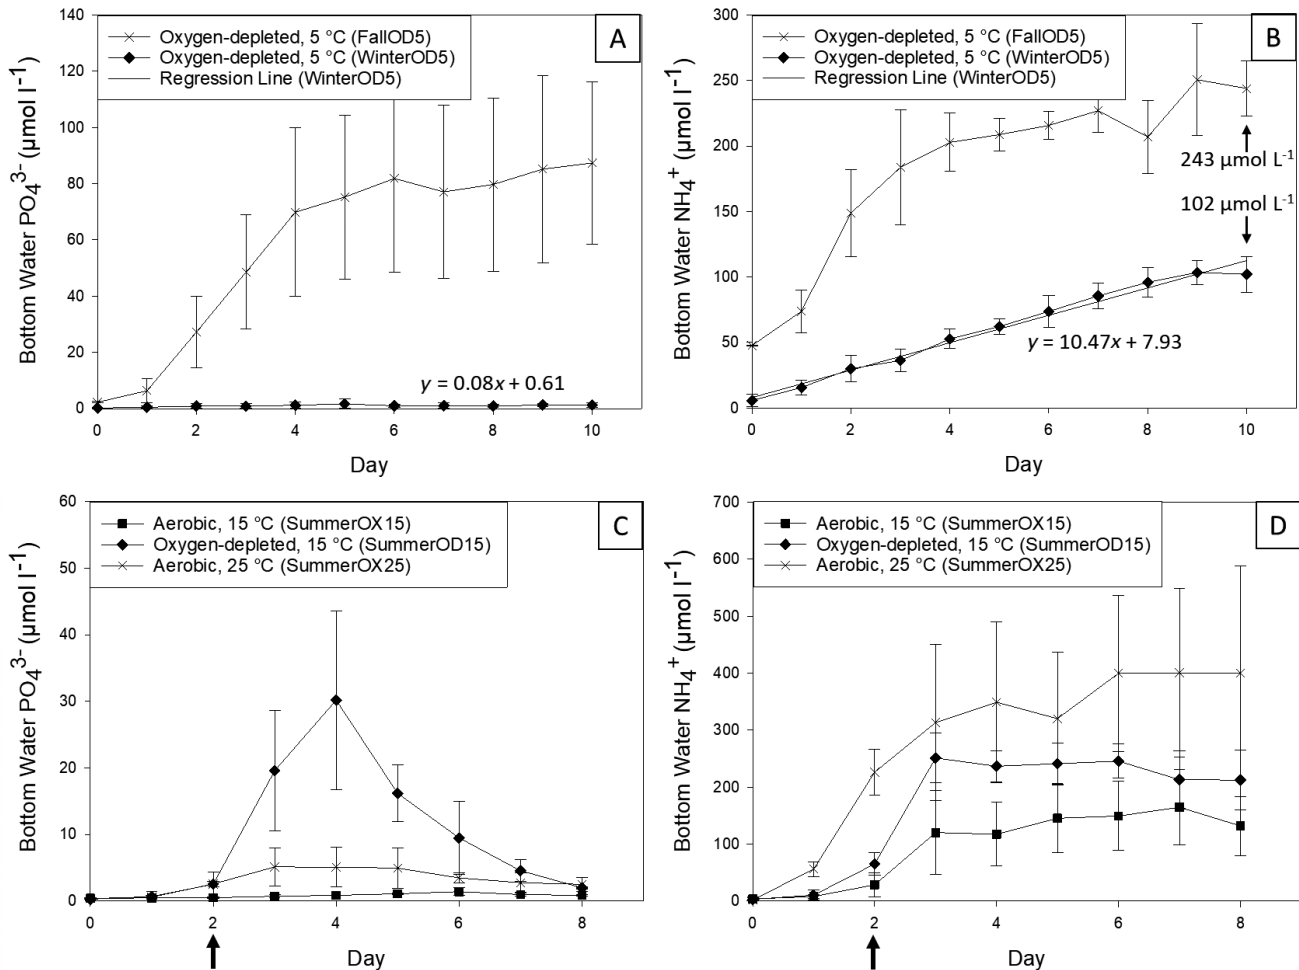 A
Oxygen-depleted, 5 °C (FallOD5)
Oxygen-depleted, 5 °C (WinterOD5)
Regression Line (WinterOD5)
Bottom Water PO₄³⁻ (µmol l⁻¹)
140
120
100
80
60
40
20
0
y = 0.08x + 0.61
0 2 4 6 8 10
Day
B
Oxygen-depleted, 5 °C (FallOD5)
Oxygen-depleted, 5 °C (WinterOD5)
Regression Line (WinterOD5)
Bottom Water NH₄⁺ (µmol l⁻¹)
300
250
200
150
100
50
0
243 µmol L⁻¹
102 µmol L⁻¹
y = 10.47x + 7.93
0 2 4 6 8 10
Day
C
Aerobic, 15 °C (SummerOX15)
Oxygen-depleted, 15 °C (SummerOD15)
Aerobic, 25 °C (SummerOX25)
Bottom Water PO₄³⁻ (µmol l⁻¹)
60
50
40
30
20
10
0
0 2 4 6 8
Day
D
Aerobic, 15 °C (SummerOX15)
Oxygen-depleted, 15 °C (SummerOD15)
Aerobic, 25 °C (SummerOX25)
Bottom Water NH₄⁺ (µmol l⁻¹)
700
600
500
400
300
200
100
0
0 2 4 6 8
Day